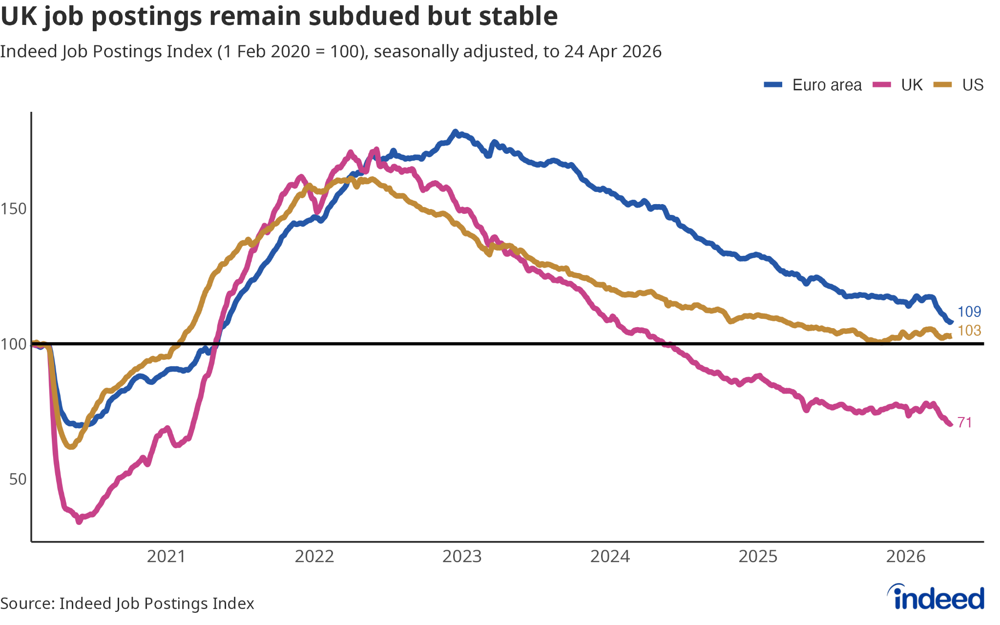 UK job postings remain subdued but stable
Indeed Job Postings Index (1 Feb 2020 = 100), seasonally adjusted, to 24 Apr 2026
Euro area UK US
150
100
50
109
103
71
2021 2022 2023 2024 2025 2026
Source: Indeed Job Postings Index
indeed